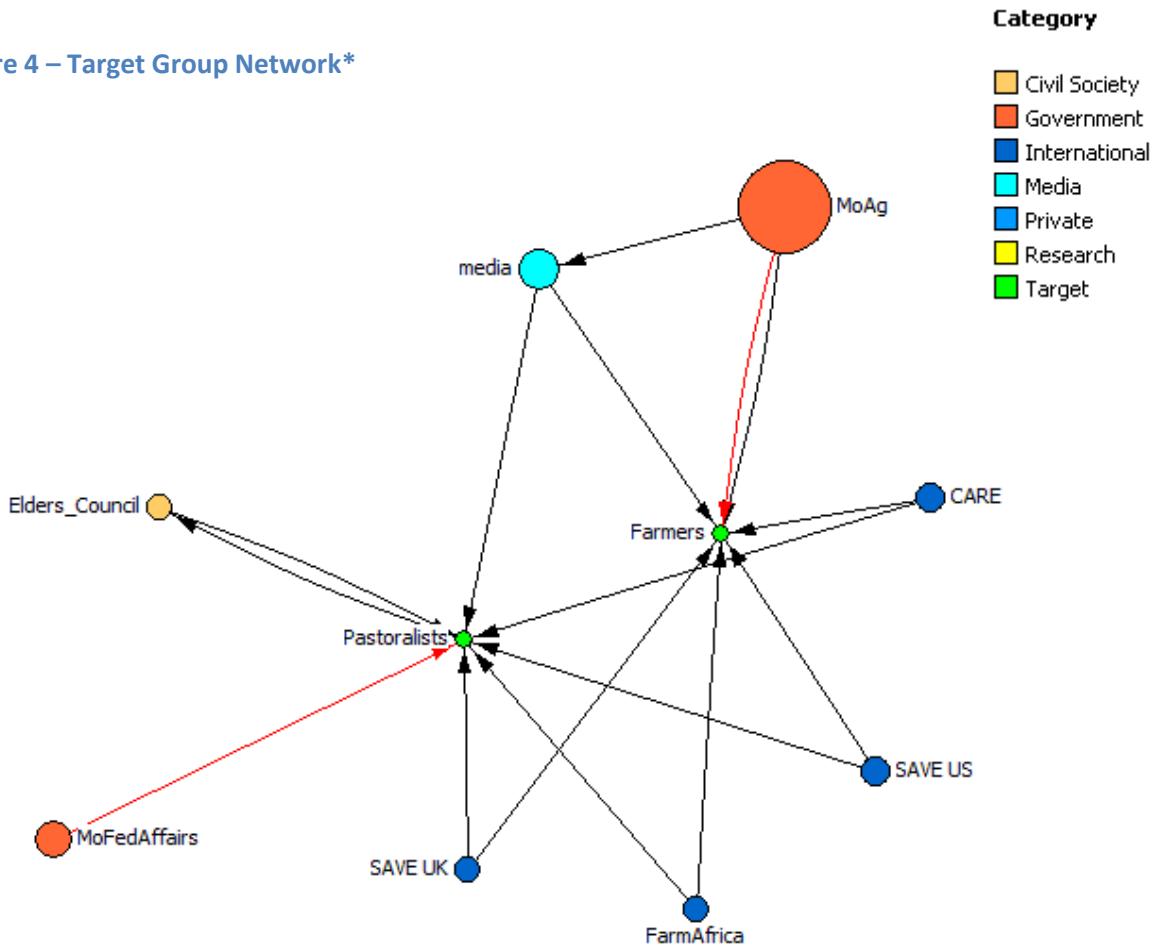 Category
re 4 – Target Group Network*
Civil Society
Government
International
Media
Private
Research
Target
MoAg
media
CARE
Elders_Council
Farmers
Pastoralists
SAVE US
MoFedAffairs
SAVE UK
FarmAfrica